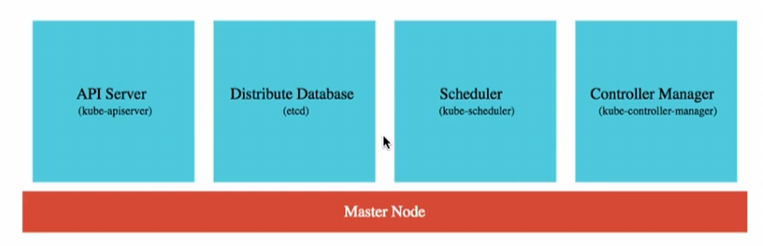 API Server
(kube-apiserver)
Distribute Database
(etcd)
Scheduler
(kube-scheduler)
Controller Manager
(kube-controller-manager)
Master Node